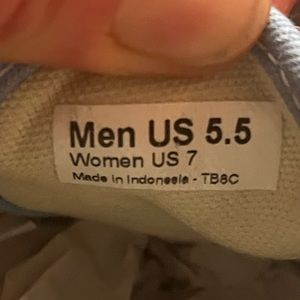 Men US 5.5
Women US 7
Made in Indonesia - TB8C